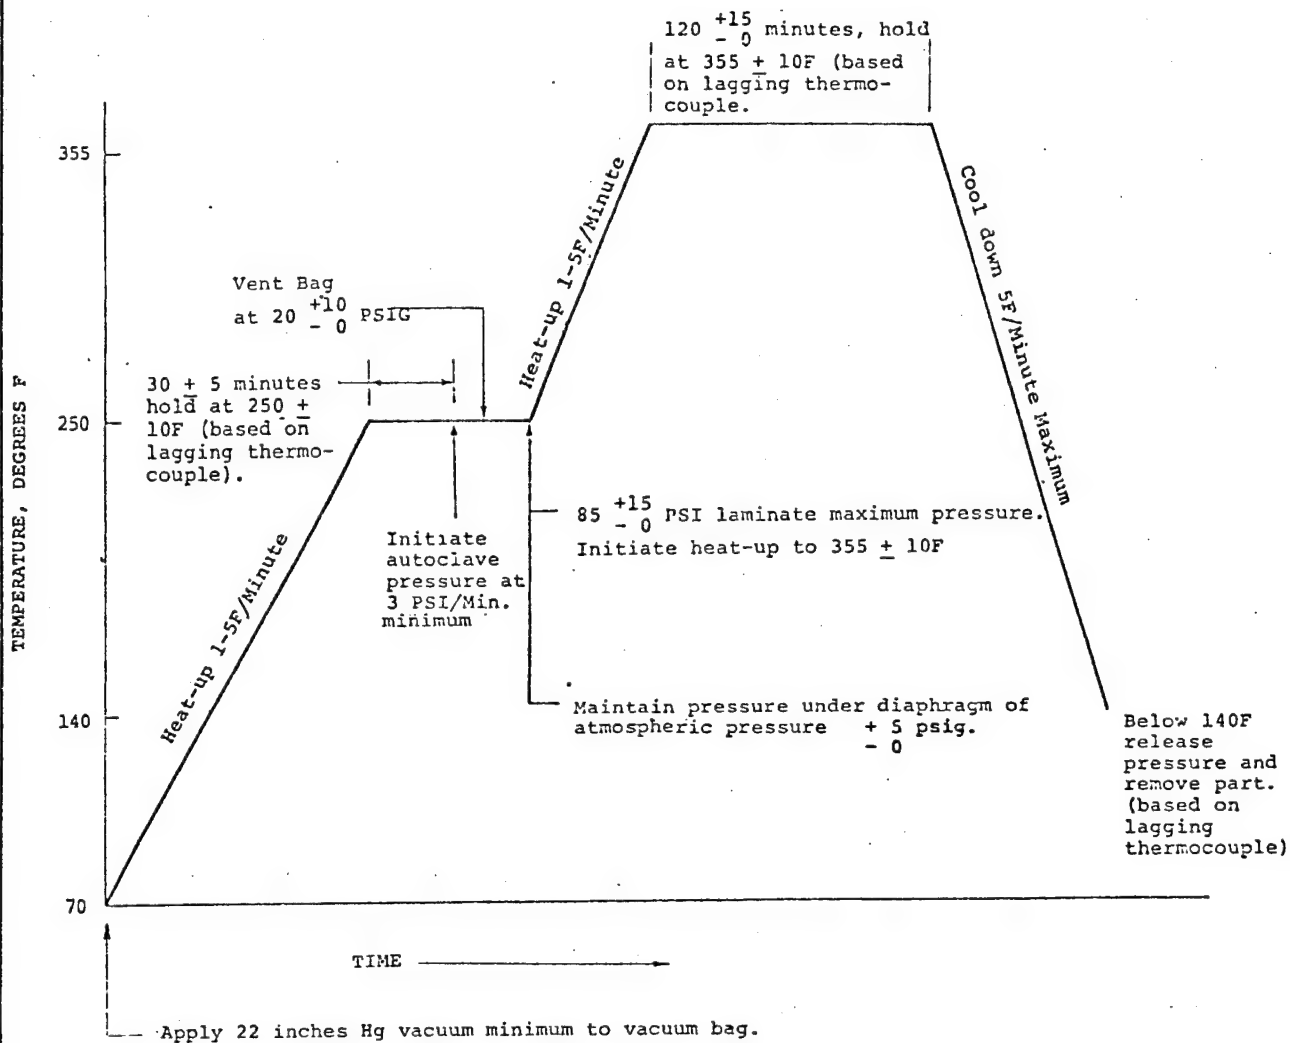 120 +15 - 0 minutes, hold
at 355 ± 10F (based
on lagging thermo-
couple.
355
Heat-up 1-5F/Minute
Cool down 5F/Minute Maximum
Vent Bag
at 20 +10 - 0 PSIG
30 ± 5 minutes
hold at 250 ±
10F (based on
lagging thermo-
couple).
250
TEMPERATURE, DEGREES F
85 +15 - 0 PSI laminate maximum pressure.
Initiate heat-up to 355 ± 10F
Initiate
autoclave
pressure at
3 PSI/Min.
minimum
Heat-up 1-5F/Minute
Maintain pressure under diaphragm of
atmospheric pressure + 5 - 0 psig.
140
Below 140F
release
pressure and
remove part.
(based on
lagging
thermocouple)
70
TIME
Apply 22 inches Hg vacuum minimum to vacuum bag.